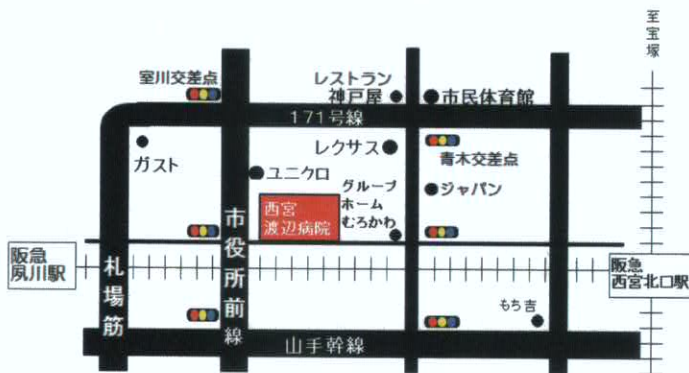 至宝塚
室川交差点
レストラン
神戸屋
市民体育館
171号線
ガスト
レクサス
青木交差点
ユニクロ
グループ
ホーム
むろかわ
ジャパン
西宮
渡辺病院
市役所前線
札場筋
阪急
夙川駅
阪急
西宮北口駅
もち吉
山手幹線